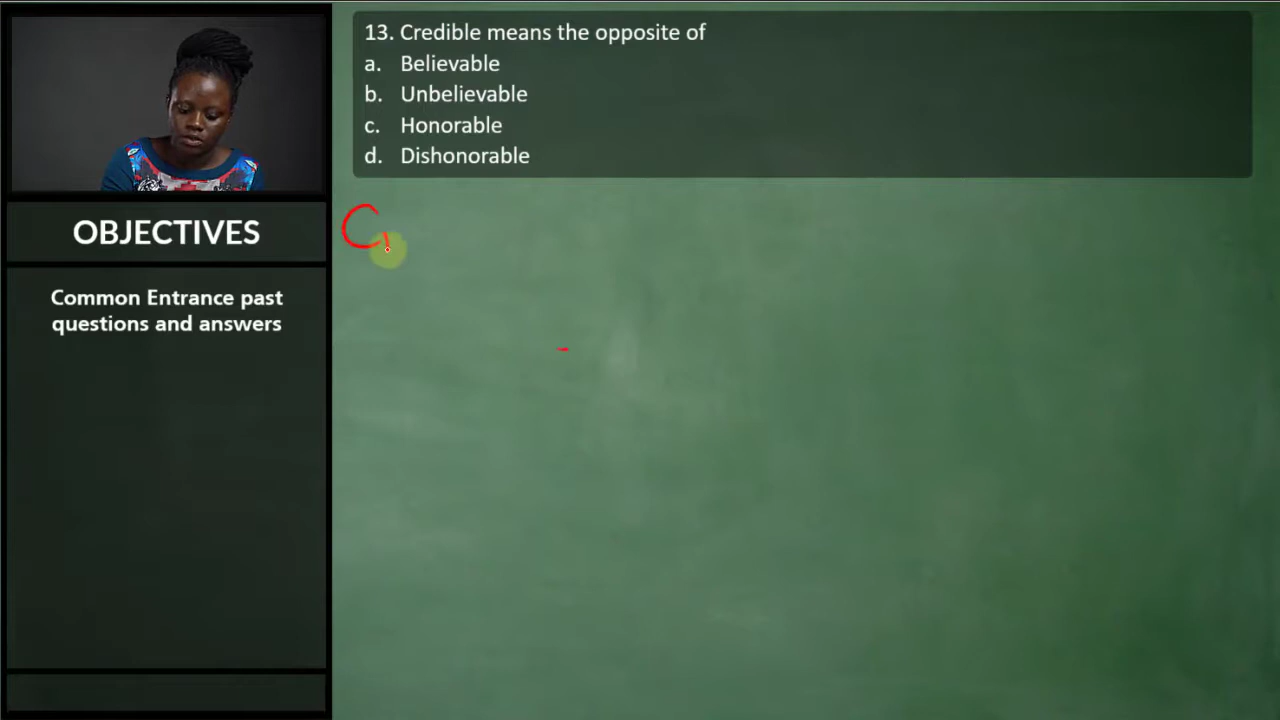 13. Credible means the opposite of
a. Believable
b. Unbelievable
c. Honorable
d. Dishonorable
C
OBJECTIVES
Common Entrance past
questions and answers